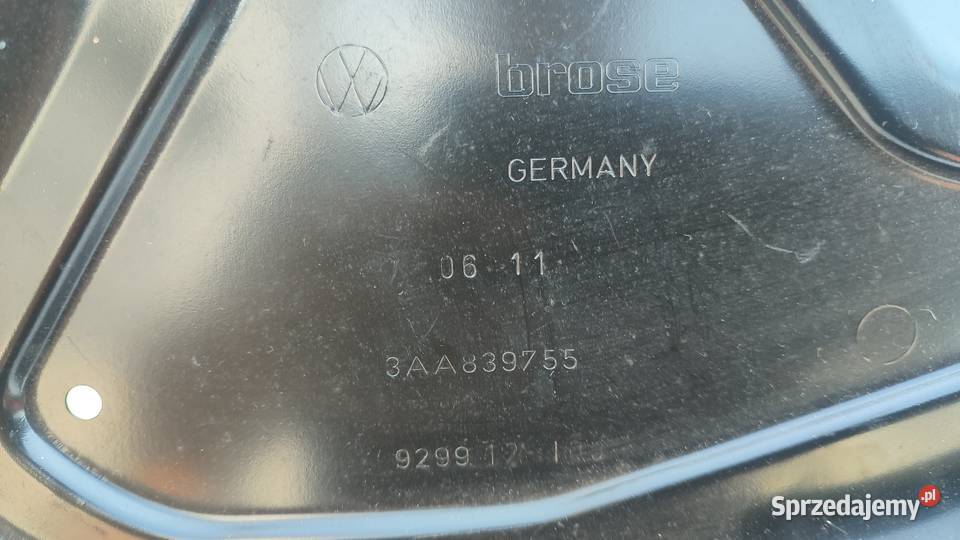 brose
GERMANY
06 11
3AA839755
9299
Sprzedajemy.pl